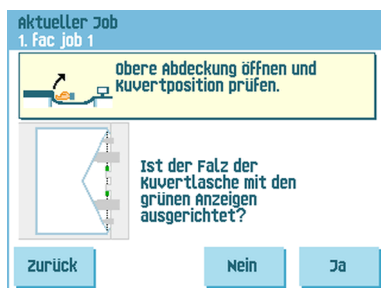 Aktueller Job
1. Fac job 1
Obere Abdeckung öffnen und
Kuvertposition prüfen.
Ist der Falz der
Kuvertlasche mit den
grünen Anzeigen
ausgerichtet?
Zurück
Nein
Ja